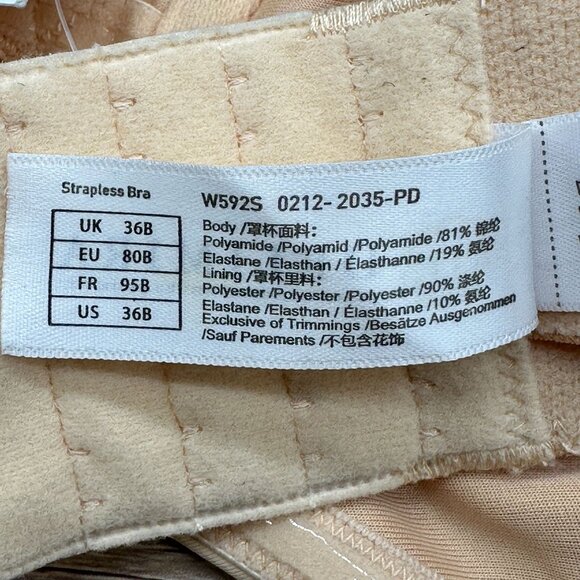 Strapless Bra
UK 36B
EU 80B
FR 95B
US 36B
W592S 0212-2035-PD
Body /罩杯面料:
Polyamide /Polyamid /Polyamide /81% 锦纶
Elastane /Elasthan / Élasthanne /19% 氨纶
Lining /罩杯里料:
Polyester /Polyester /Polyester /90% 涤纶
Elastane /Elasthan / Élasthanne /10% 氨纶
Exclusive of Trimmings /Besätze Ausgenommen
/Sauf Parements /不包含花饰